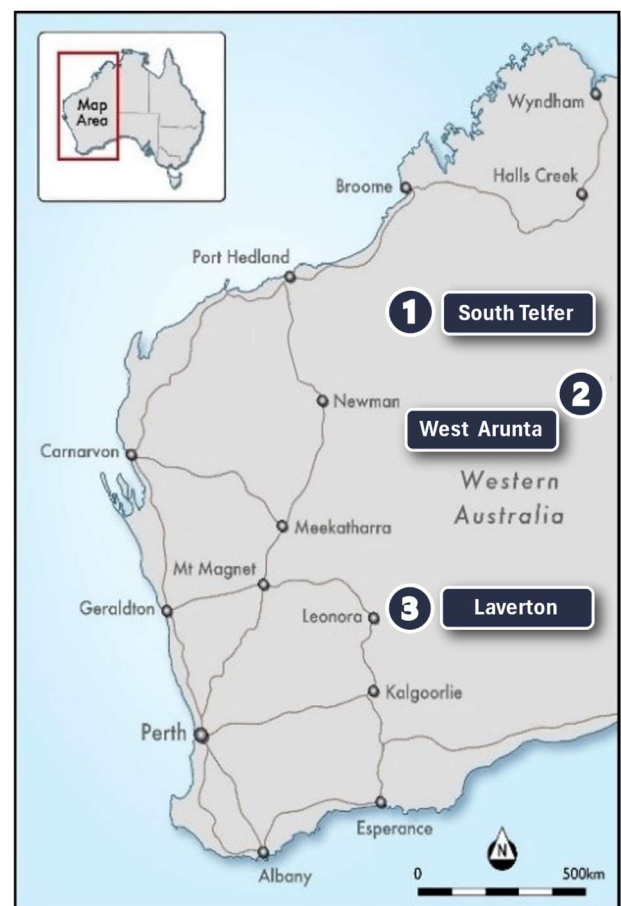 Map
Area
Wyndham
Halls Creek
Broome
Port Hedland
1 South Telfer
2
Newman
West Arunta
Carnarvon
Western
Australia
Meekatharra
Mt Magnet
Geraldton
Leonora
3 Laverton
Kalgoorlie
Perth
Esperance
N
Albany
0 500km